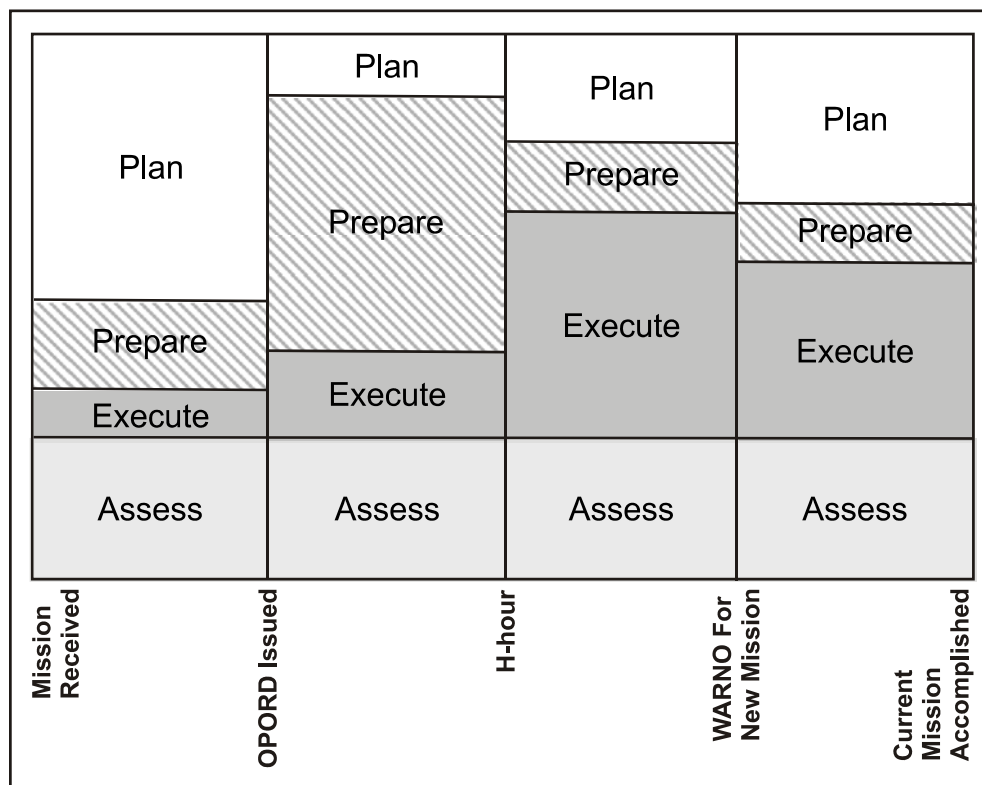 Plan
Prepare
Execute
Assess
Plan
Prepare
Execute
Assess
Plan
Prepare
Execute
Assess
Plan
Prepare
Execute
Assess
Mission
Received
OPORD Issued
H-hour
WARNO For
New Mission
Current
Mission
Accomplished